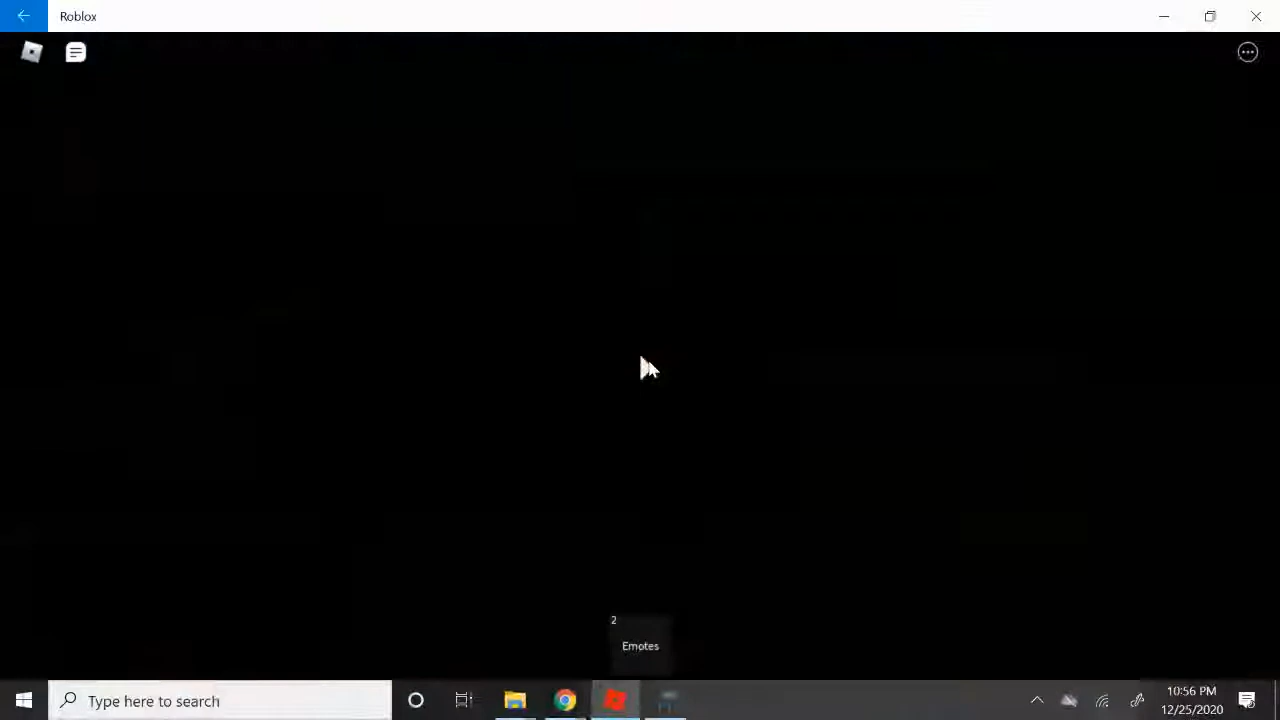 Roblox
2
Emotes
Type here to search
10:56 PM
12/25/2020